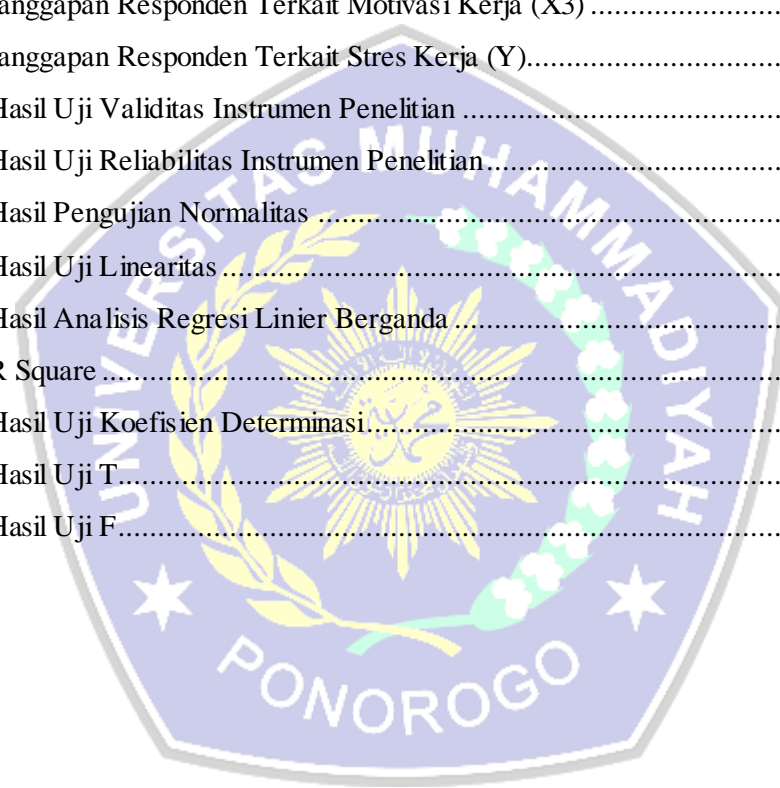 anggapan Responden Terkait Motivasi Kerja (X3) ........................
anggapan Responden Terkait Stres Kerja (Y)................................
Hasil Uji Validitas Instrumen Penelitian ........................................
Hasil Uji Reliabilitas Instrumen Penelitian.....................................
Hasil Pengujian Normalitas ..........................................................
Hasil Uji Linearitas ......................................................................
Hasil Analisis Regresi Linier Berganda .........................................
R Square .....................................................................................
Hasil Uji Koefisien Determinasi....................................................
Hasil Uji T...................................................................................
Hasil Uji F...................................................................................
UNIVERSITAS MUHAMMADIYAH
PONOROGO